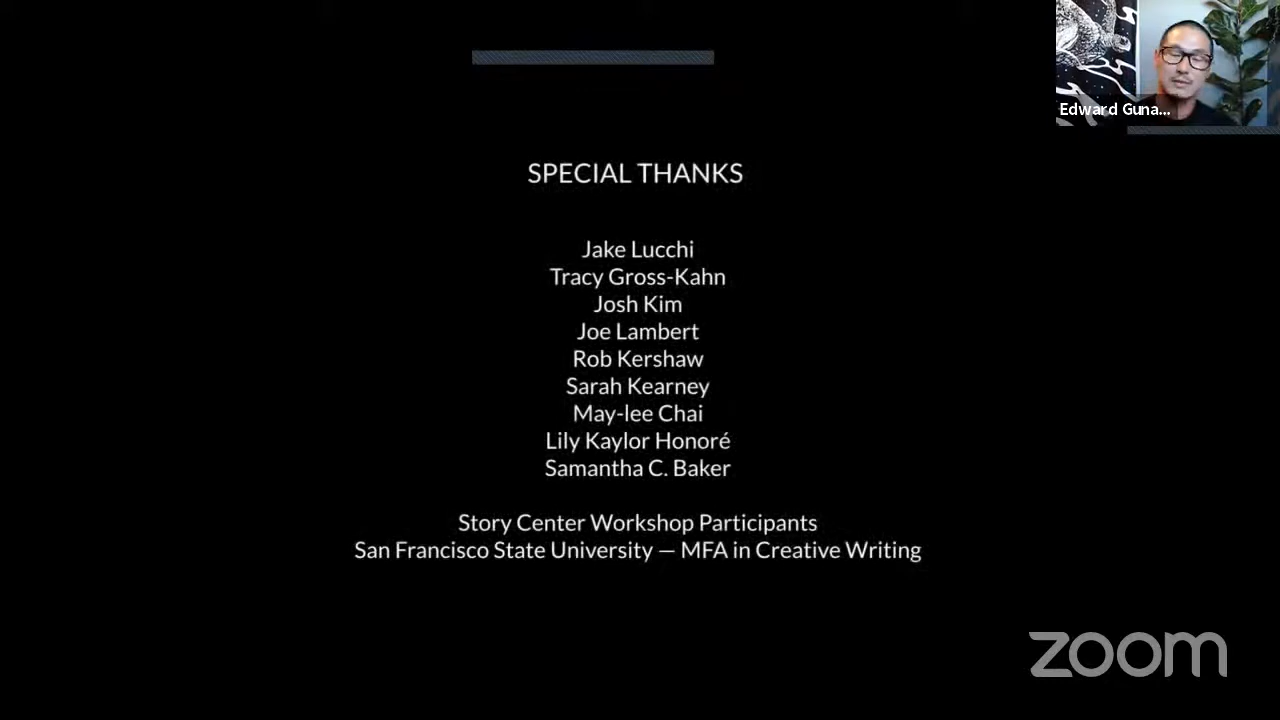 Edward Guna...
SPECIAL THANKS
Jake Lucchi
Tracy Gross-Kahn
Josh Kim
Joe Lambert
Rob Kershaw
Sarah Kearney
May-lee Chai
Lily Kaylor Honoré
Samantha C. Baker
Story Center Workshop Participants
San Francisco State University — MFA in Creative Writing
zoom